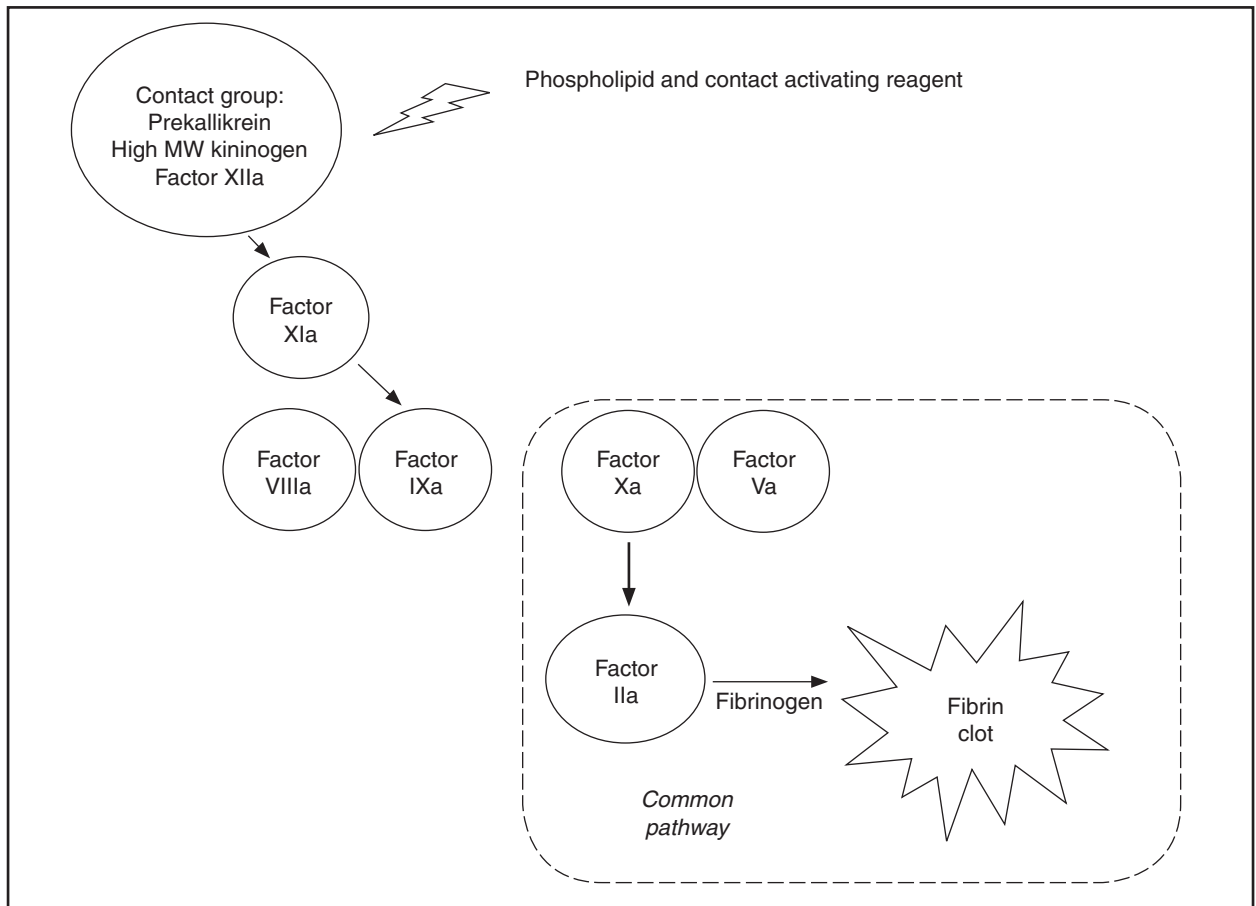 Contact group:
Prekallikrein
High MW kininogen
Factor XIIa
Phospholipid and contact activating reagent
Factor
XIa
Factor
VIIIa
Factor
IXa
Factor
Xa
Factor
Va
Factor
IIa
Fibrinogen
Fibrin
clot
Common
pathway